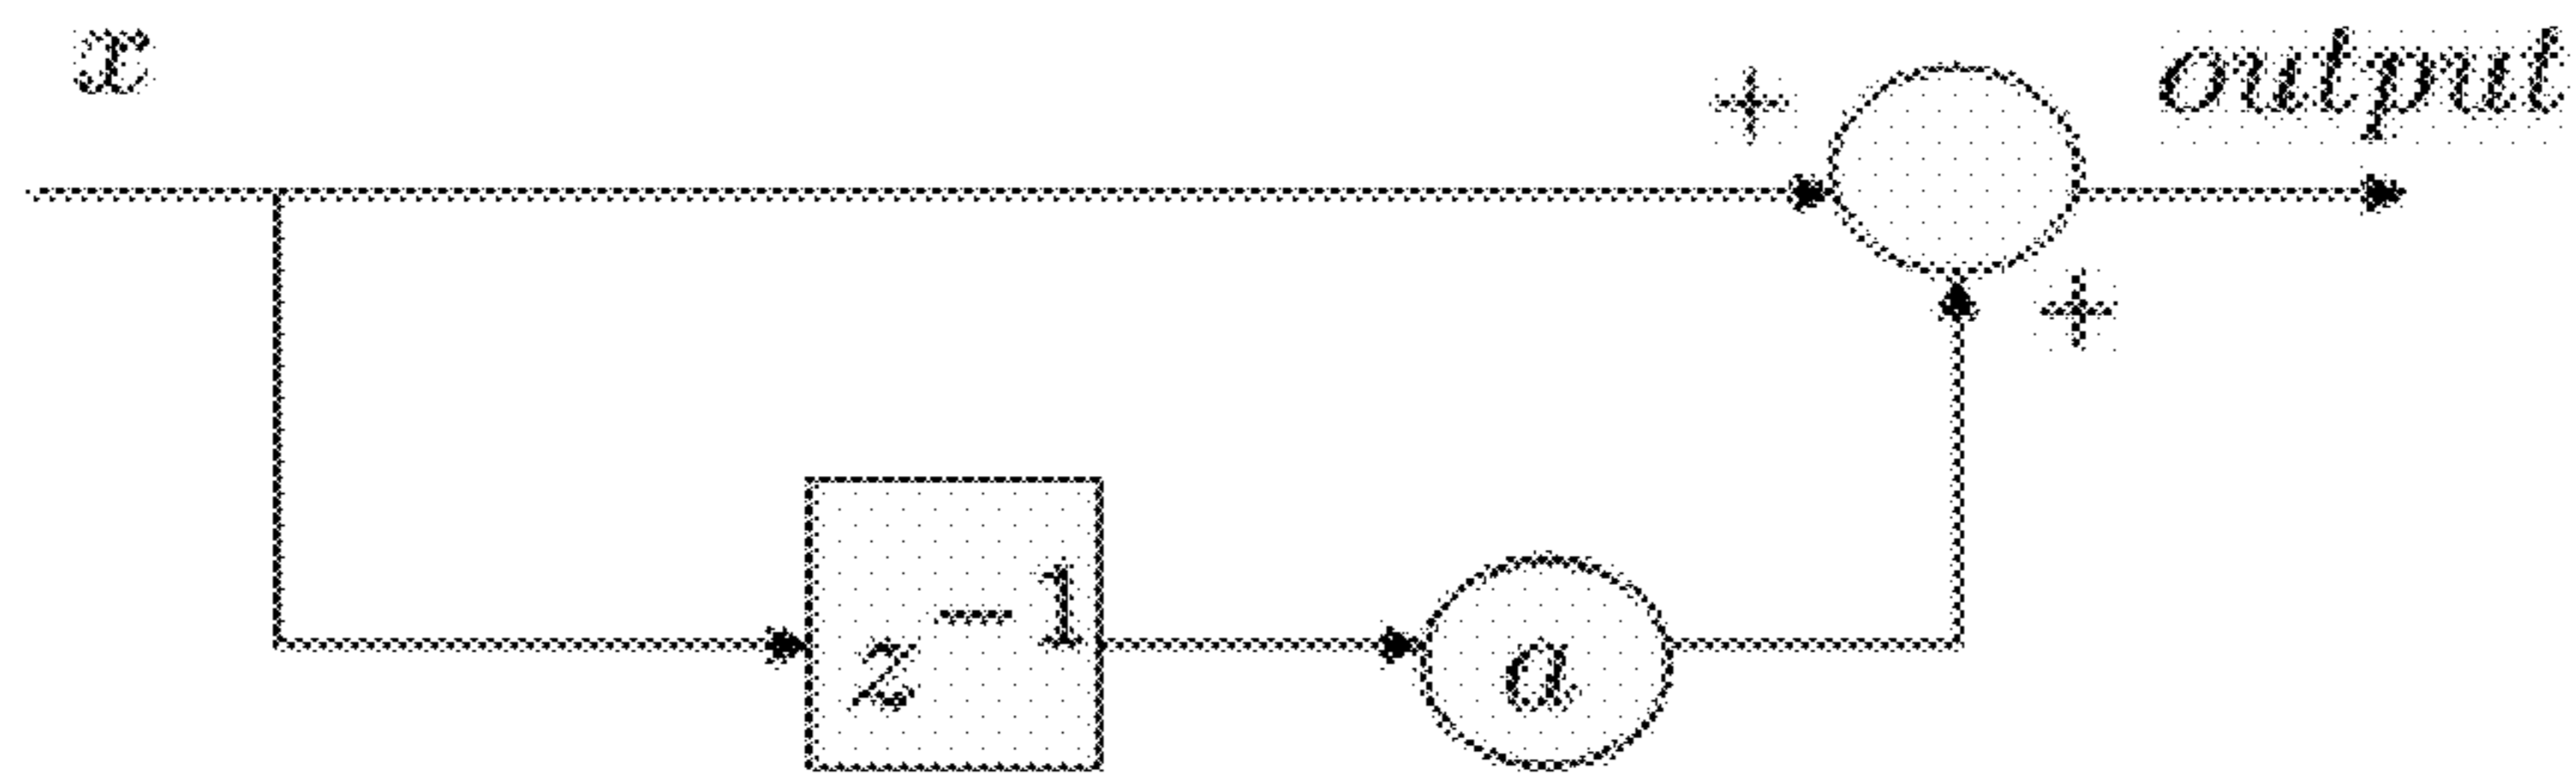 x
+
output
+
z^{-1}
a